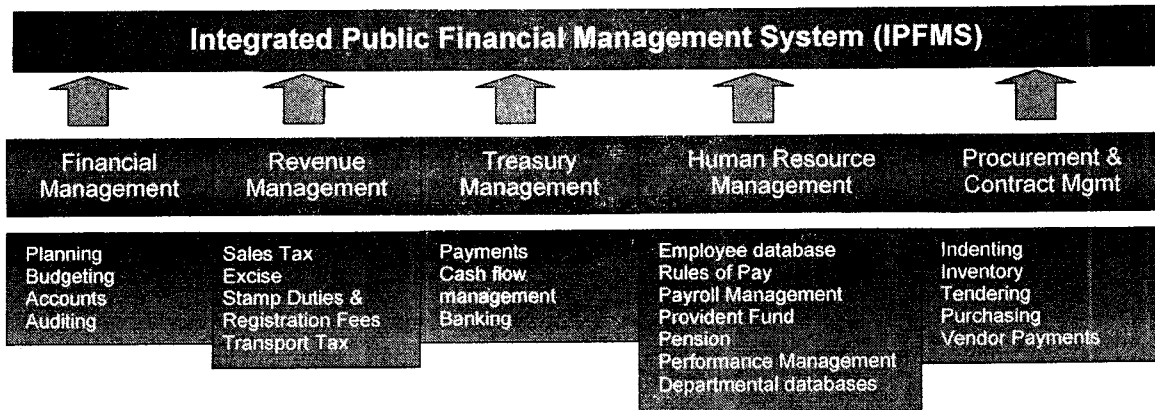 Integrated Public Financial Management System (IPFMS)
Financial
Management
Revenue
Management
Treasury
Management
Human Resource
Management
Procurement &
Contract Mgmt
Planning
Budgeting
Accounts
Auditing
Sales Tax
Excise
Stamp Duties &
Registration Fees
Transport Tax
Payments
Cash flow
management
Banking
Employee database
Rules of Pay
Payroll Management
Provident Fund
Pension
Performance Management
Departmental databases
Indenting
Inventory
Tendering
Purchasing
Vendor Payments